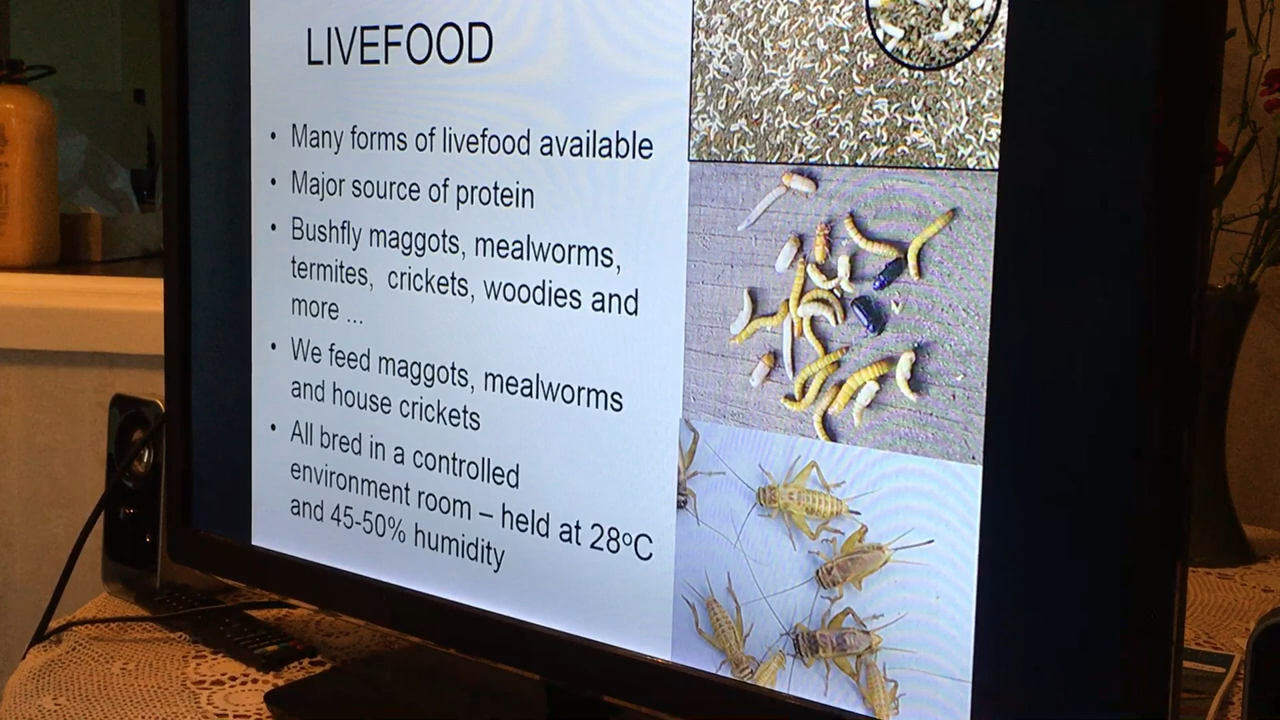 LIVEFOOD
• Many forms of livefood available
• Major source of protein
• Bushfly maggots, mealworms,
termites, crickets, woodies and
more ...
• We feed maggots, mealworms
and house crickets
• All bred in a controlled
environment room – held at 28ºC
and 45-50% humidity